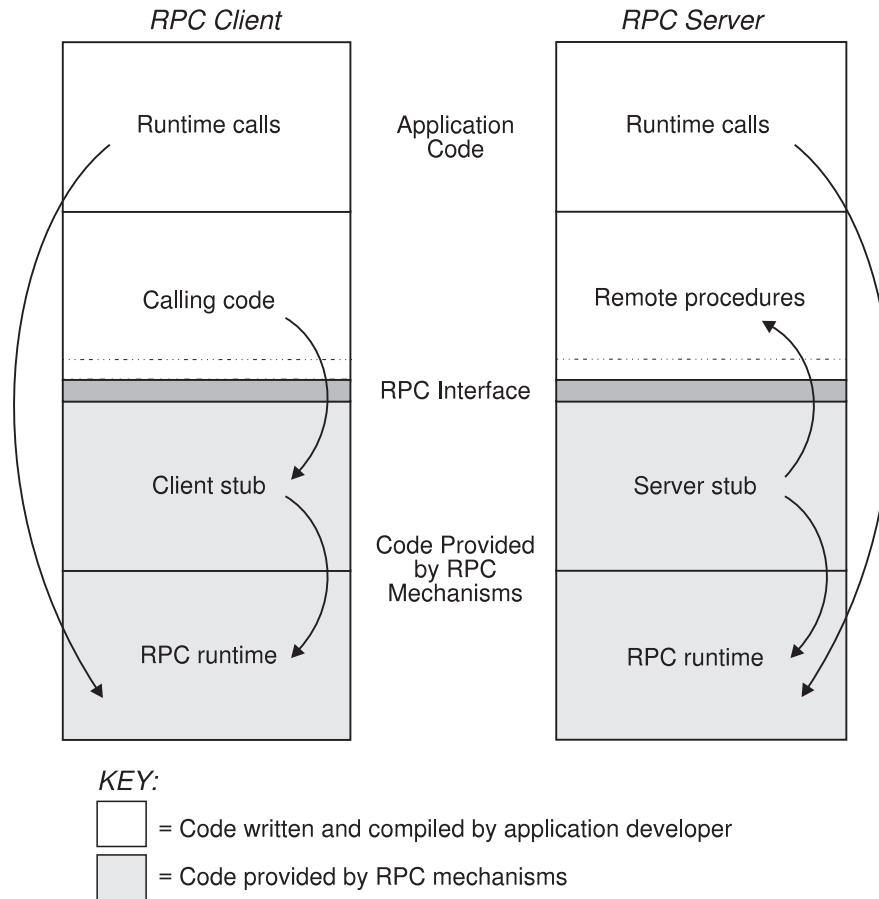 RPC Client
RPC Server
Runtime calls
Application
Code
Runtime calls
Calling code
Remote procedures
RPC Interface
Client stub
Server stub
Code Provided
by RPC
Mechanisms
RPC runtime
RPC runtime
KEY:
= Code written and compiled by application developer
= Code provided by RPC mechanisms